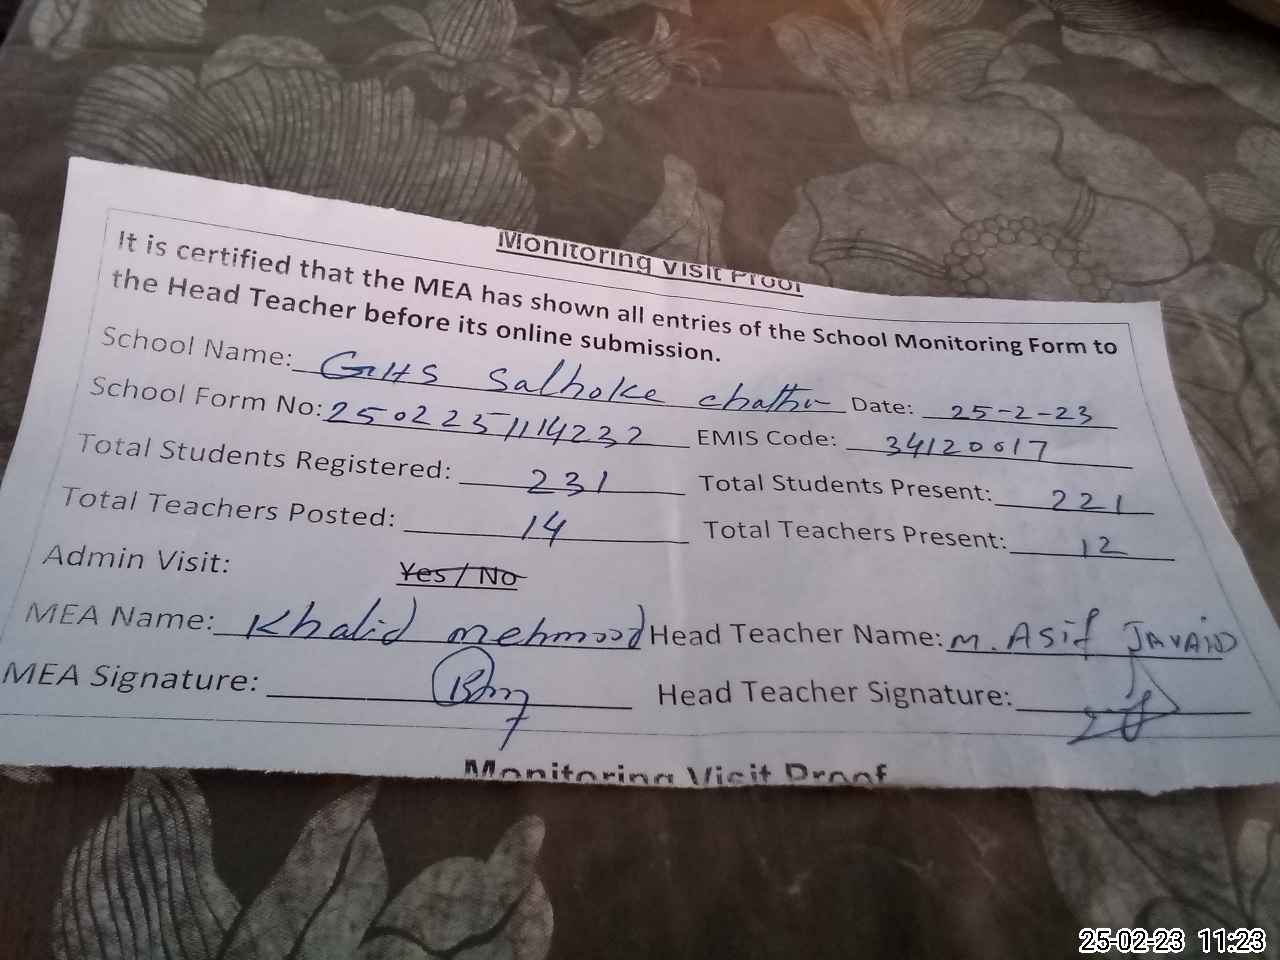 Monitoring Visit Proof
It is certified that the MEA has shown all entries of the School Monitoring Form to
the Head Teacher before its online submission.
School Name: GHS Salhoke chattha Date: 25-2-23
School Form No: 25022351114232 EMIS Code: 34120617
Total Students Registered: 231 Total Students Present: 221
Total Teachers Posted: 14 Total Teachers Present: 12
Admin Visit: Yes / No
MEA Name: Khalid mehmood Head Teacher Name: M. ASif JAVAID
MEA Signature: Head Teacher Signature:
Monitoring Visit Proof
25-02-23 11:23